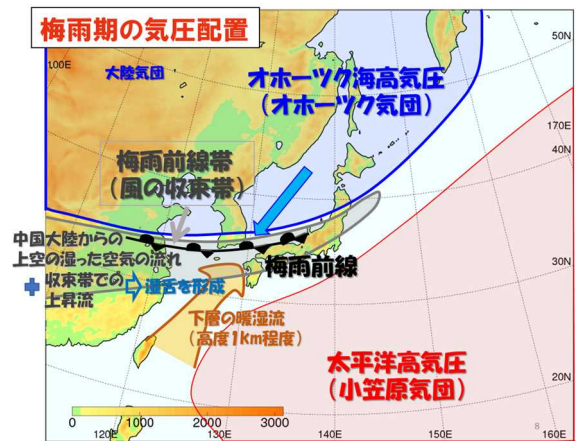 梅雨期の気圧配置
大陸気団
オホーツク海高気圧
(オホーツク気団)
梅雨前線帯
(風の収束帯)
中国大陸からの
上空の湿った空気の流れ
収束帯での
上昇流
湿舌を形成
梅雨前線
下層の暖湿流
(高度1km程度)
太平洋高気圧
(小笠原気団)
100E
50N
170E
40N
30N
20N
0 1000 2000 3000
120E 130E 140E 150E 160E
8